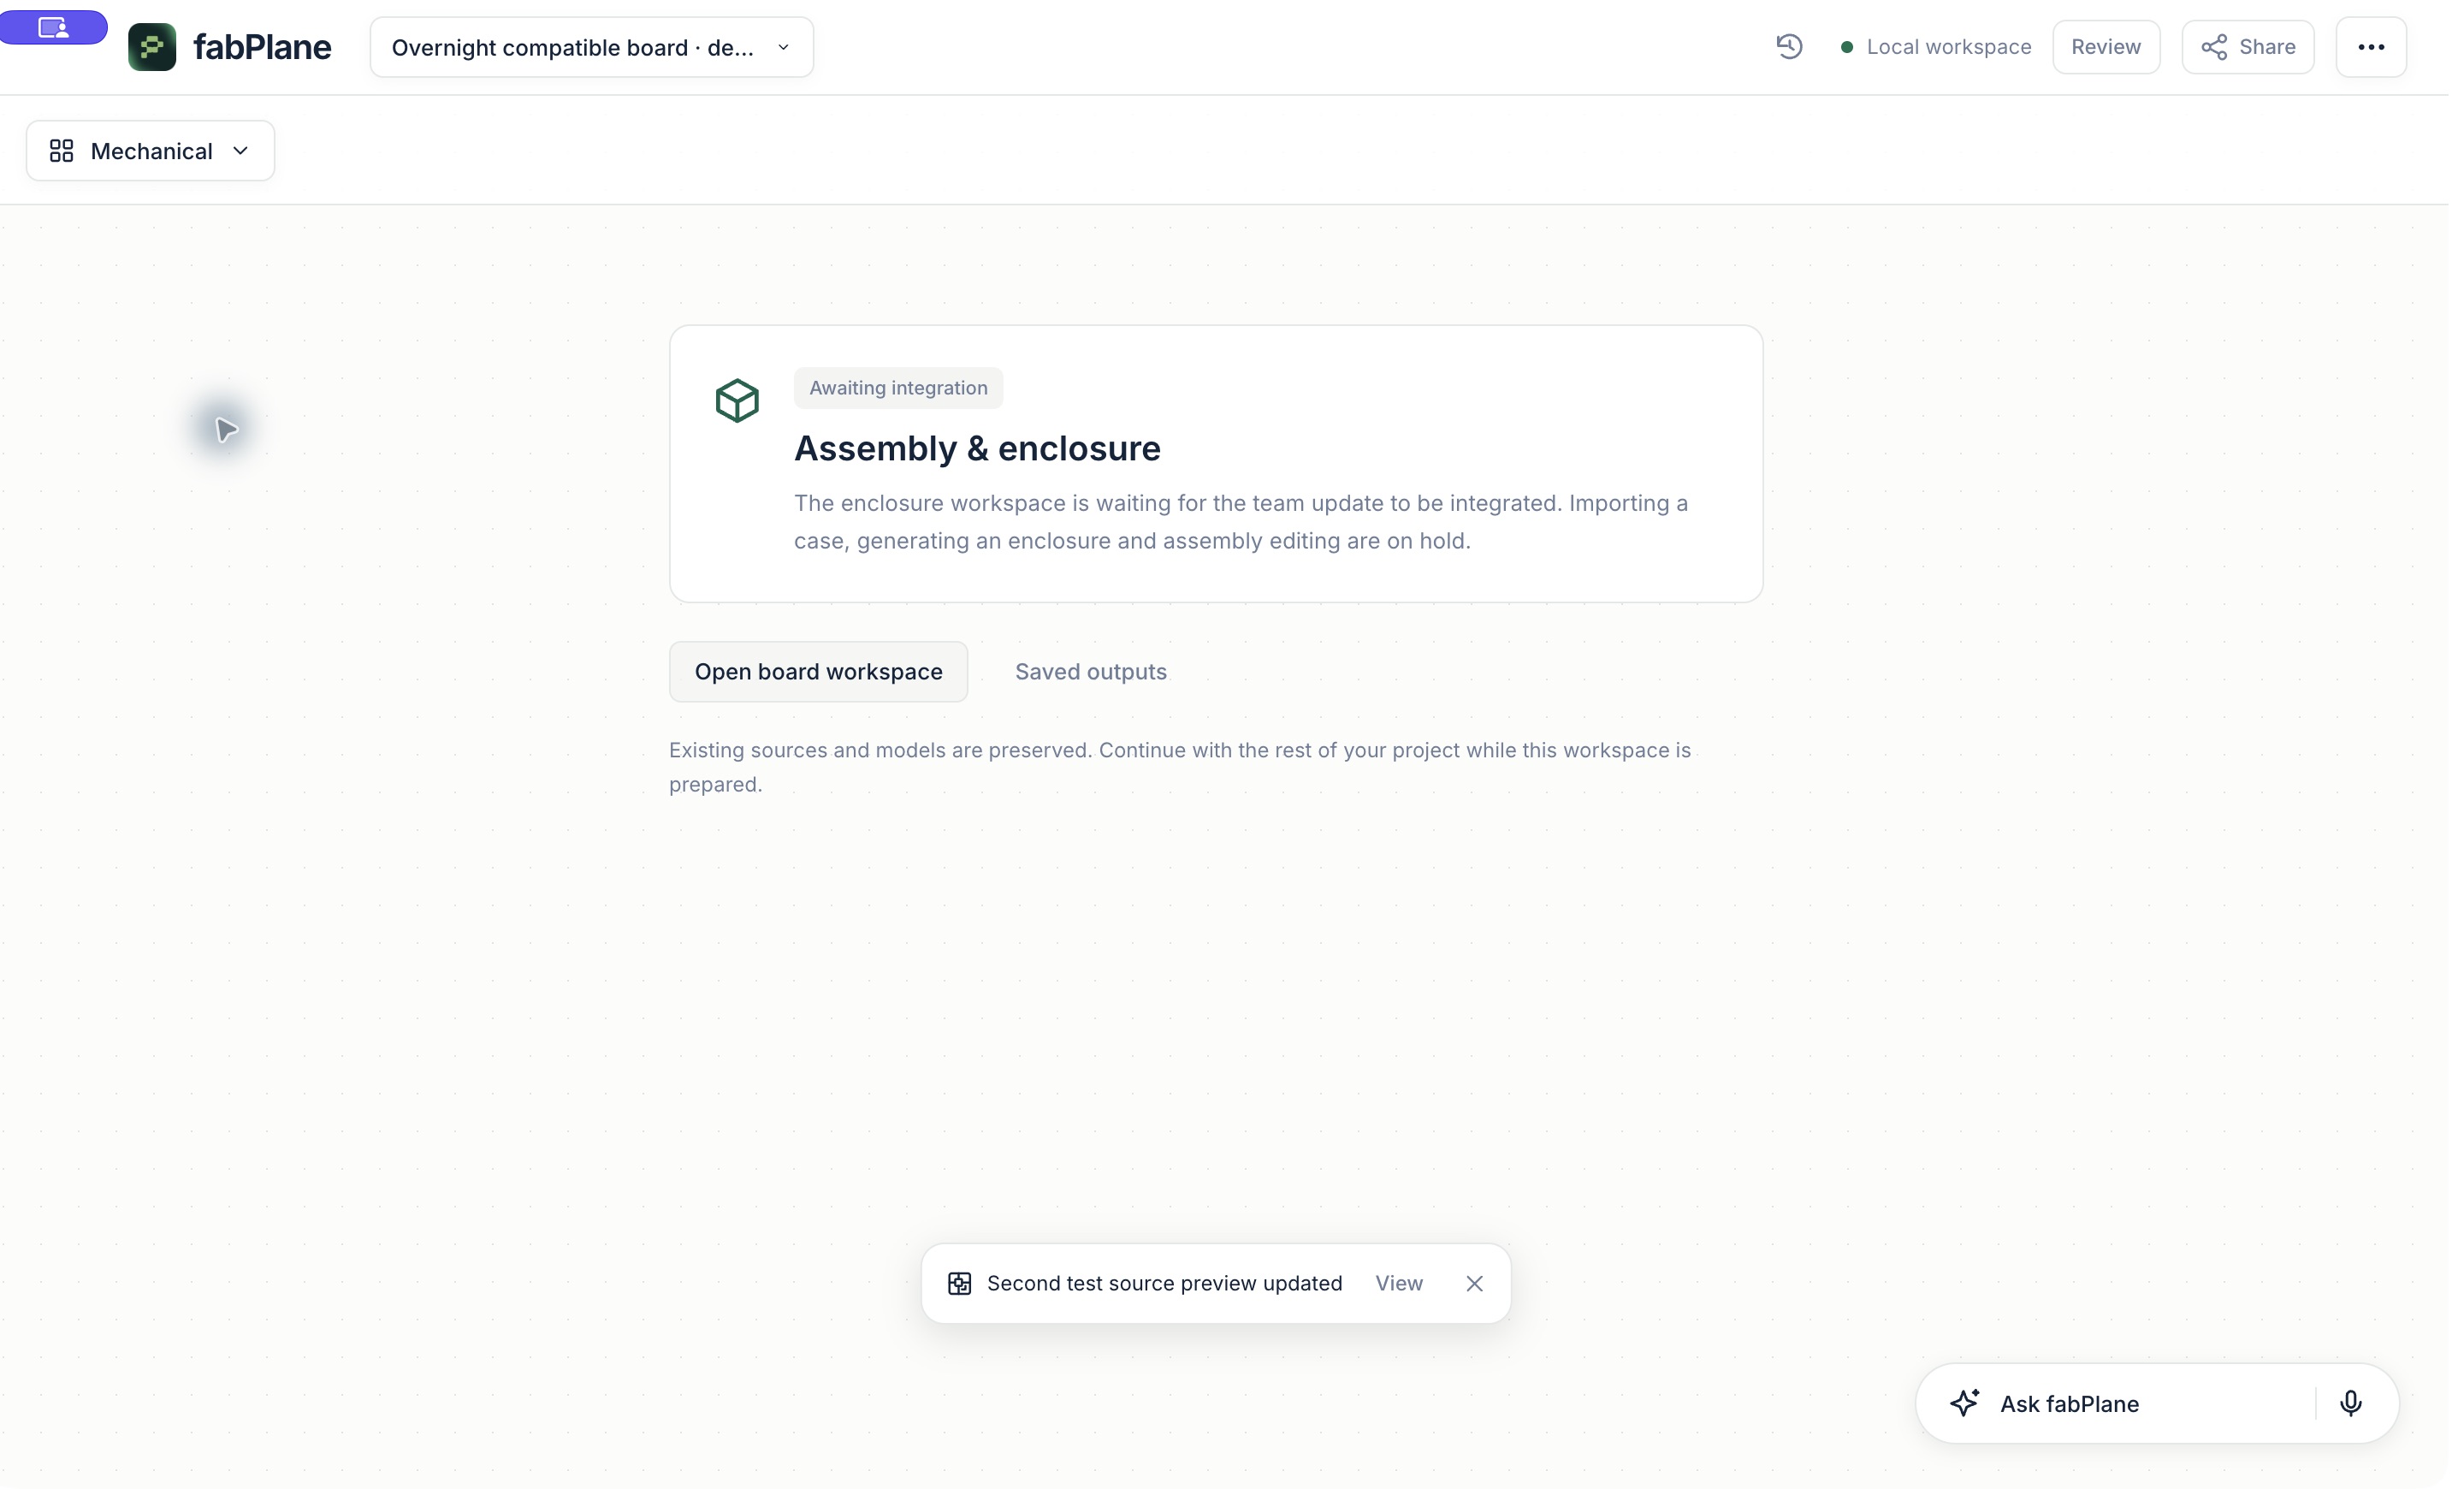 fabPlane
Overnight compatible board · de...
Local workspace
Review
Share
Mechanical
Awaiting integration
Assembly & enclosure
The enclosure workspace is waiting for the team update to be integrated. Importing a
case, generating an enclosure and assembly editing are on hold.
Open board workspace
Saved outputs
Existing sources and models are preserved. Continue with the rest of your project while this workspace is
prepared.
Second test source preview updated
View
Ask fabPlane